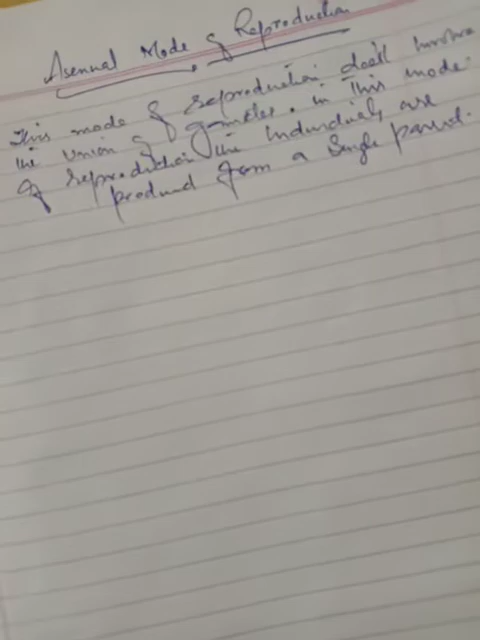 Asexual Mode of Reproduction
This mode of reproduction does't involve
the union of gametes. in this mode
of reproduction the Individuals are
produced from a single parent.